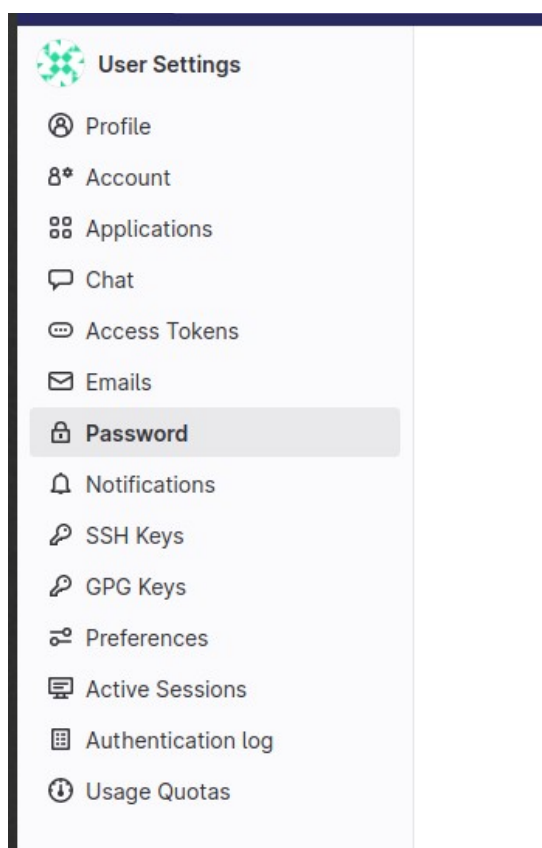 User Settings
Profile
Account
Applications
Chat
Access Tokens
Emails
Password
Notifications
SSH Keys
GPG Keys
Preferences
Active Sessions
Authentication log
Usage Quotas